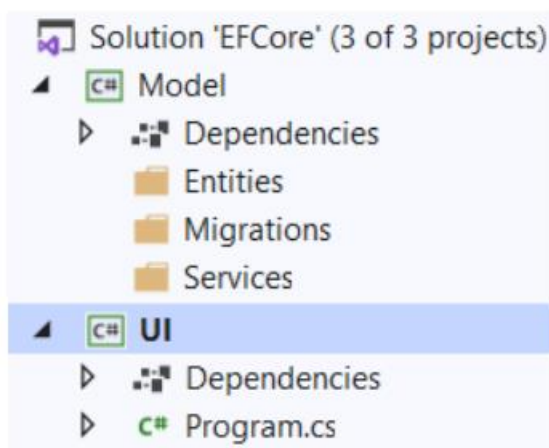 Solution 'EFCore' (3 of 3 projects)
C# Model
Dependencies
Entities
Migrations
Services
C# UI
Dependencies
C# Program.cs